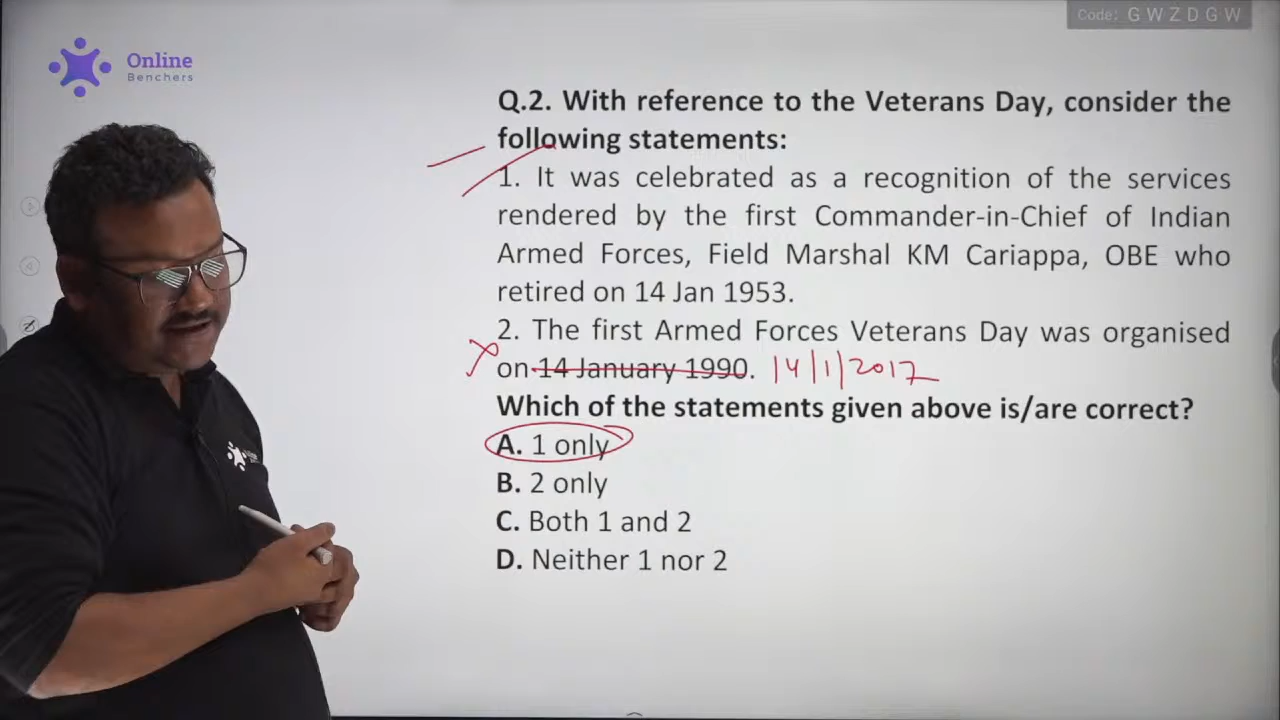 Code: G W Z D G W
Online
Benchers
Q.2. With reference to the Veterans Day, consider the
following statements:
1. It was celebrated as a recognition of the services
rendered by the first Commander-in-Chief of Indian
Armed Forces, Field Marshal KM Cariappa, OBE who
retired on 14 Jan 1953.
2. The first Armed Forces Veterans Day was organised
on 14 January 1990. 14/1/2017
Which of the statements given above is/are correct?
A. 1 only
B. 2 only
C. Both 1 and 2
D. Neither 1 nor 2